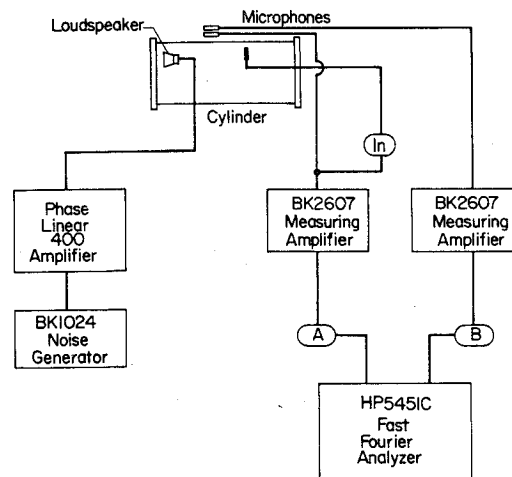 Microphones
Loudspeaker
Cylinder
In
Phase
Linear
400
Amplifier
BK2607
Measuring
Amplifier
BK2607
Measuring
Amplifier
BK1024
Noise
Generator
A
B
HP5451C
Fast
Fourier
Analyzer